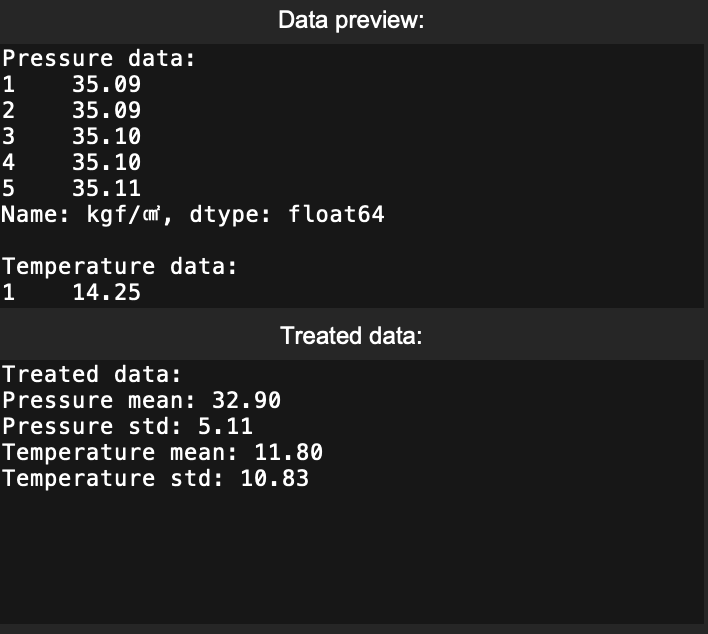 Data preview:
Pressure data:
1    35.09
2    35.09
3    35.10
4    35.10
5    35.11
Name: kgf/㎠, dtype: float64
Temperature data:
1    14.25
Treated data:
Treated data:
Pressure mean: 32.90
Pressure std: 5.11
Temperature mean: 11.80
Temperature std: 10.83